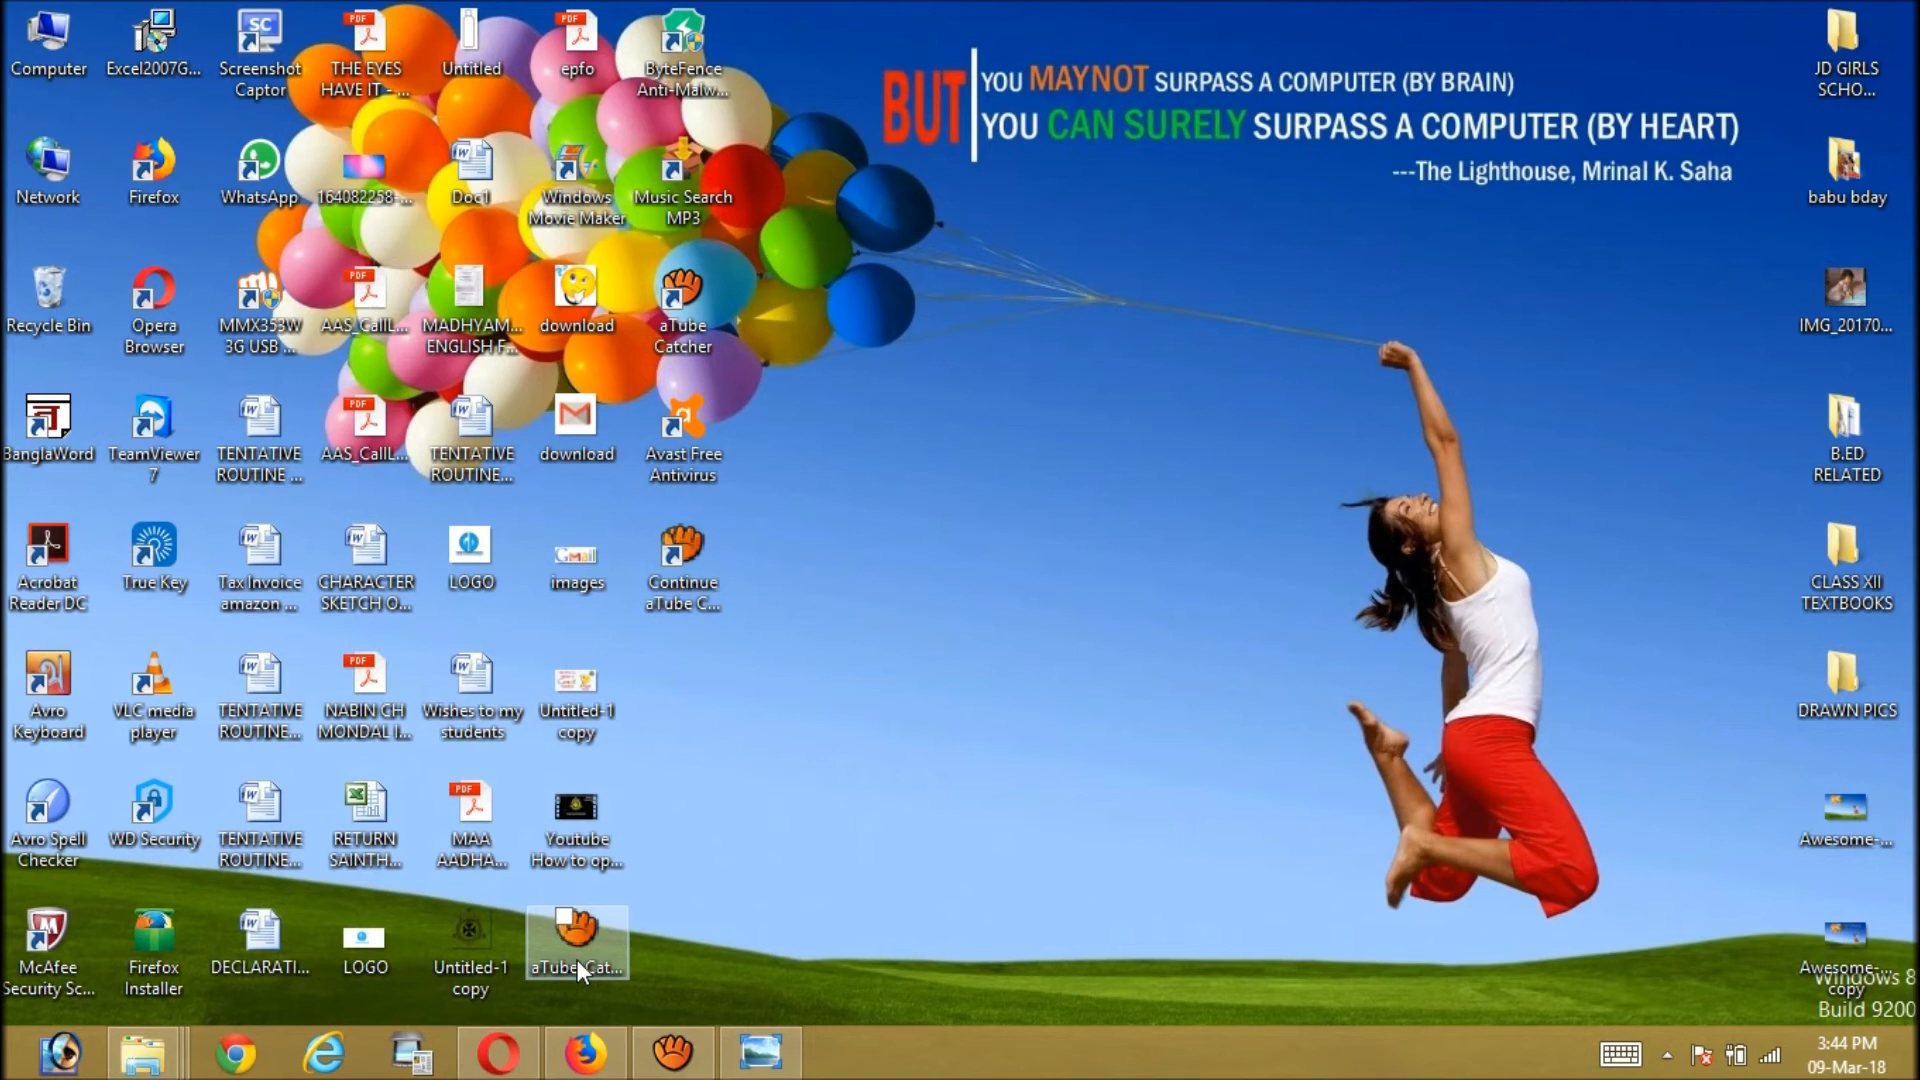 BUT
YOU MAYNOT SURPASS A COMPUTER (BY BRAIN)
YOU CAN SURELY SURPASS A COMPUTER (BY HEART)
---The Lighthouse, Mrinal K. Saha
Computer
Excel2007G...
Screenshot
Captor
THE EYES
HAVE IT - ...
Untitled
epfo
ByteFence
Anti-Malw...
JD GIRLS
SCHO...
Network
Firefox
WhatsApp
164082258-...
Doc1
Windows
Movie Maker
Music Search
MP3
babu bday
Recycle Bin
Opera
Browser
MMX353W
3G USB ...
AAS_CallL...
MADHYAM...
ENGLISH F...
download
aTube
Catcher
IMG_20170...
BanglaWord
TeamViewer
7
TENTATIVE
ROUTINE ...
AAS_CallL...
TENTATIVE
ROUTINE...
download
Avast Free
Antivirus
B.ED
RELATED
Acrobat
Reader DC
True Key
Tax Invoice
amazon ...
CHARACTER
SKETCH O...
LOGO
Gmail
images
Continue
aTube C...
CLASS XII
TEXTBOOKS
Avro
Keyboard
VLC media
player
TENTATIVE
ROUTINE...
NABIN CH
MONDAL I...
Wishes to my
students
Untitled-1
copy
DRAWN PICS
Avro Spell
Checker
WD Security
TENTATIVE
ROUTINE...
RETURN
SAINTH...
MAA
AADHA...
Youtube
How to op...
Awesome-...
McAfee
Security Sc...
Firefox
Installer
DECLARATI...
LOGO
Untitled-1
copy
aTube Cat...
Awesome-...
copy
Windows 8
Build 9200
3:44 PM
09-Mar-18